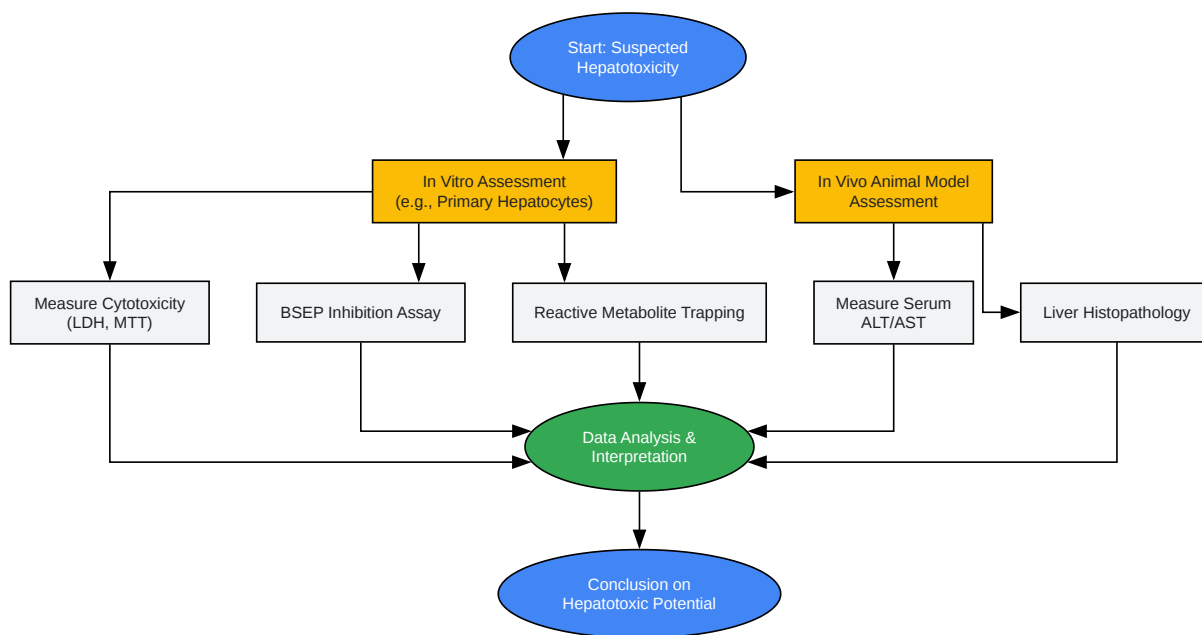 Start: Suspected
Hepatotoxicity
In Vitro Assessment
(e.g., Primary Hepatocytes)
In Vivo Animal Model
Assessment
Measure Cytotoxicity
(LDH, MTT)
BSEP Inhibition Assay
Reactive Metabolite Trapping
Measure Serum
ALT/AST
Liver Histopathology
Data Analysis &
Interpretation
Conclusion on
Hepatotoxic Potential